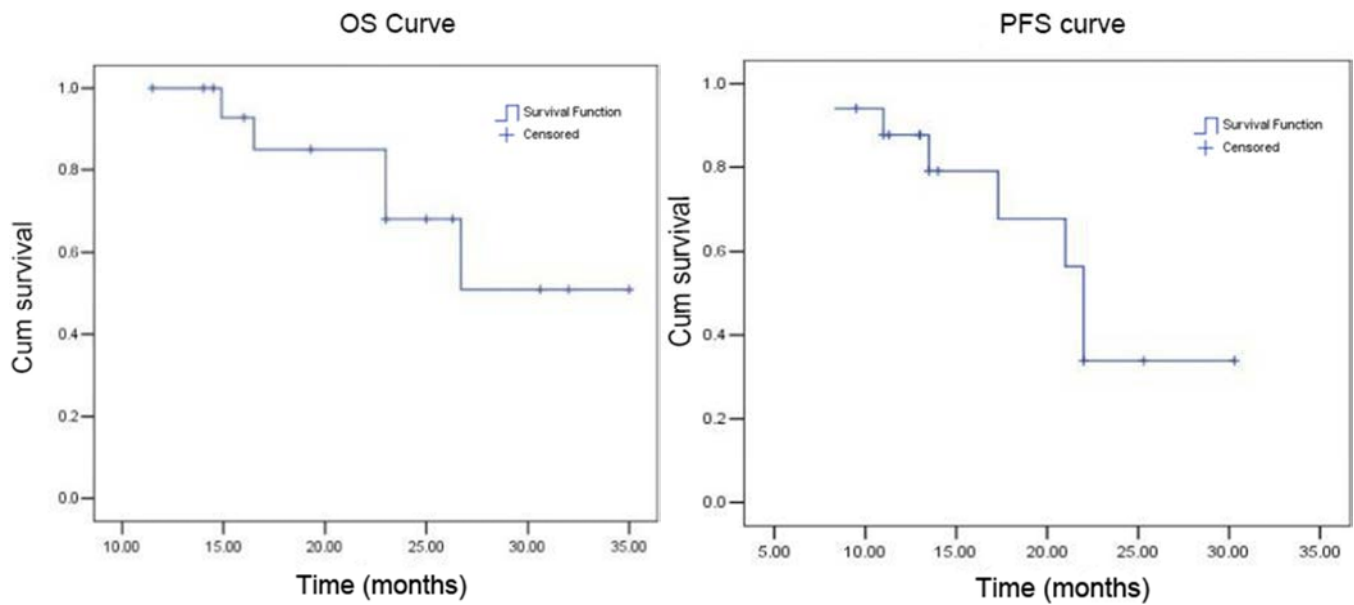 OS Curve
1.0
0.8
0.6
0.4
0.2
0.0
Cum survival
Survival Function
Censored
10.00 15.00 20.00 25.00 30.00 35.00
Time (months)
PFS curve
1.0
0.8
0.6
0.4
0.2
0.0
Cum survival
Survival Function
Censored
5.00 10.00 15.00 20.00 25.00 30.00 35.00
Time (months)